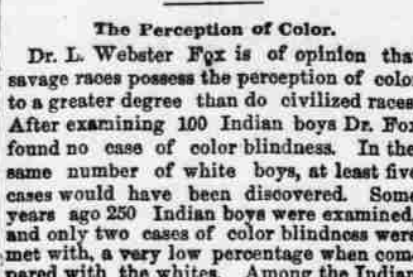 The Perception of Color.
Dr. L. Webster Fox is of opinion tha
savage races possess the perception of colo
to a greater degree than do civilized races
After examining 100 Indian boys Dr. Fox
found no case of color blindness. In the
same number of white boys, at least five
cases would have been discovered. Som
years ago 250 Indian boys were examined
and only two cases of color blindness were
met with, a very low percentage when com
pared with the whites. Among the India